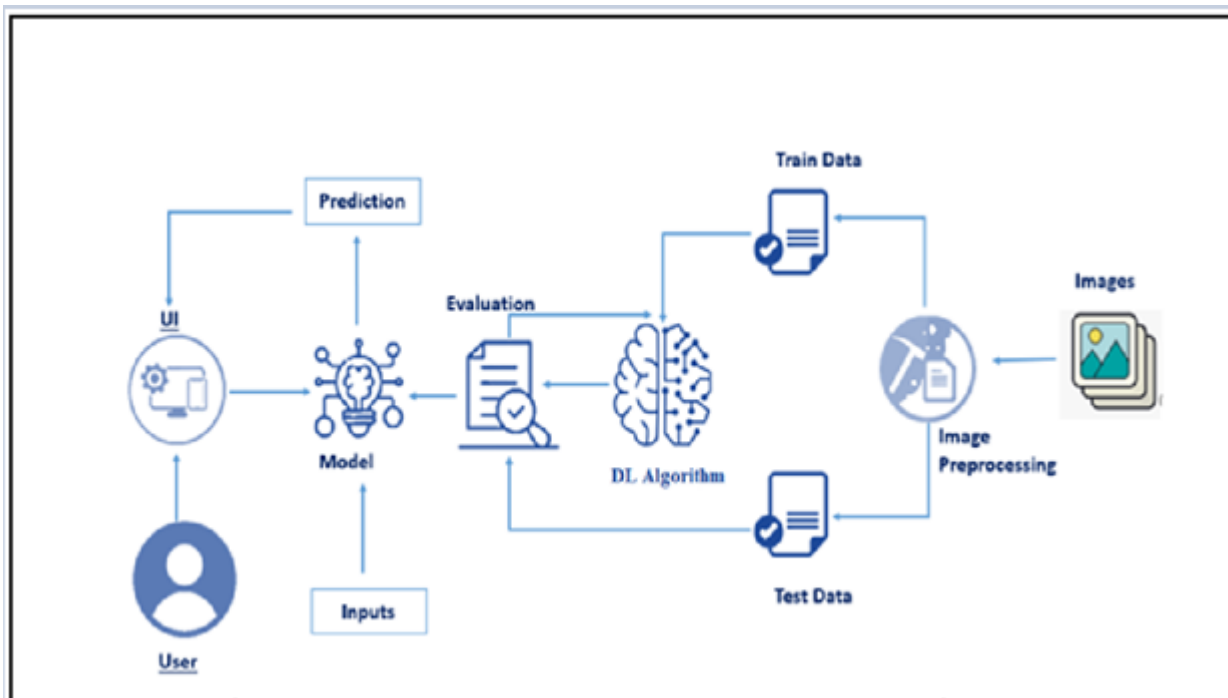 Train Data
Prediction
Images
Evaluation
UI
Image
Preprocessing
Model
DL Algorithm
Test Data
Inputs
User